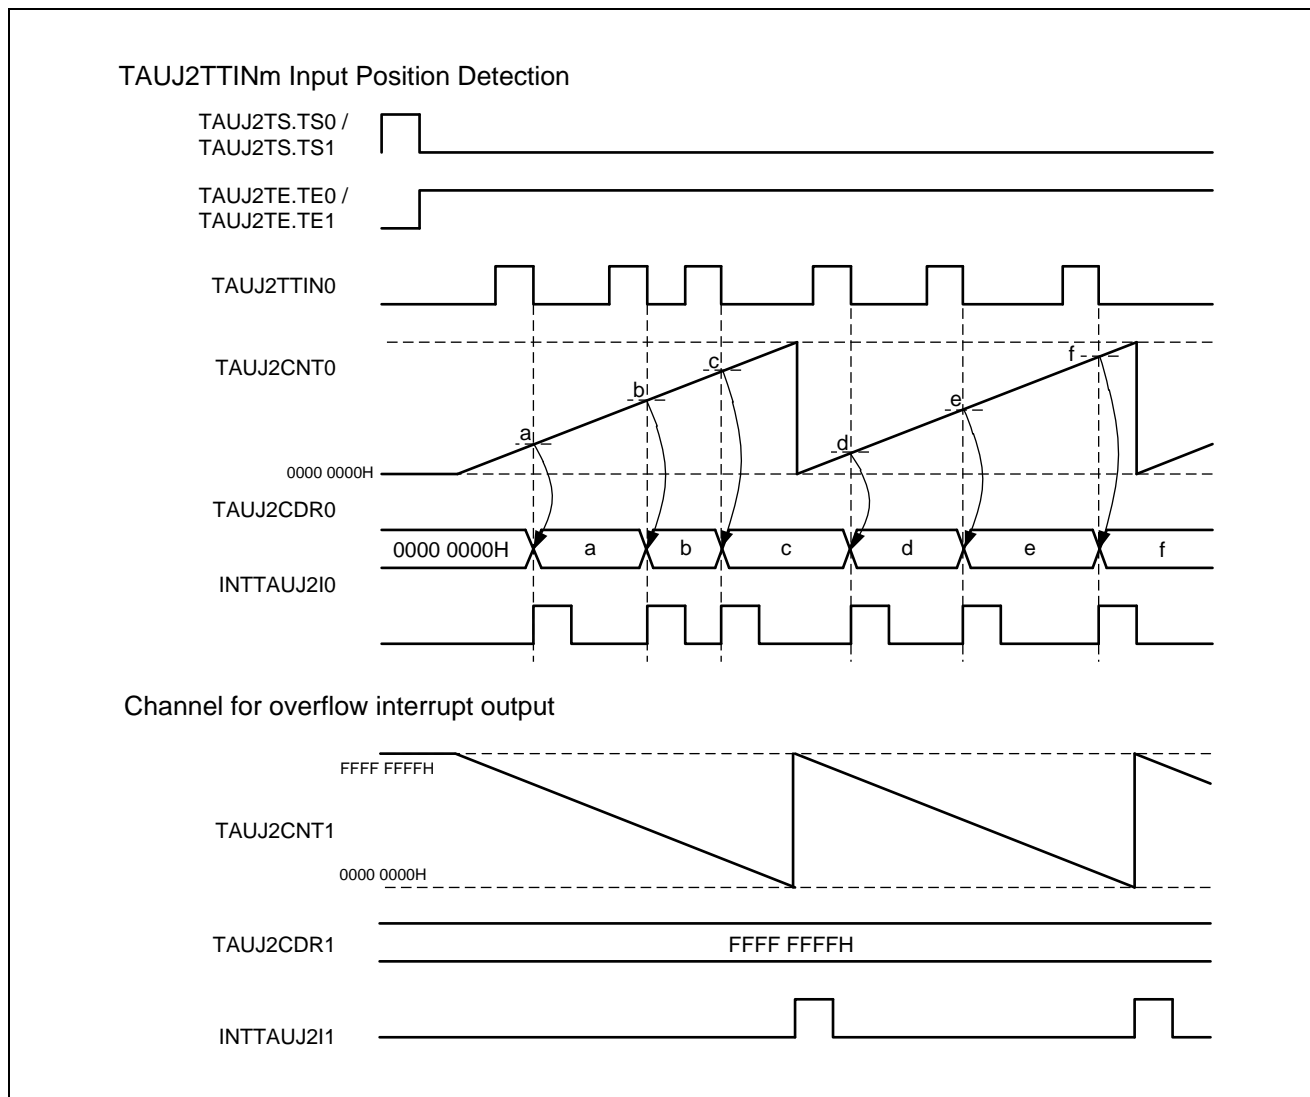 TAUJ2TTINm Input Position Detection
TAUJ2TS.TS0 /
TAUJ2TS.TS1
TAUJ2TE.TE0 /
TAUJ2TE.TE1
TAUJ2TTIN0
TAUJ2CNT0
a
b
c
d
e
f
0000 0000H
TAUJ2CDR0
0000 0000H a b c d e f
INTTAUJ2I0
Channel for overflow interrupt output
FFFF FFFFH
TAUJ2CNT1
0000 0000H
TAUJ2CDR1 FFFF FFFFH
INTTAUJ2I1